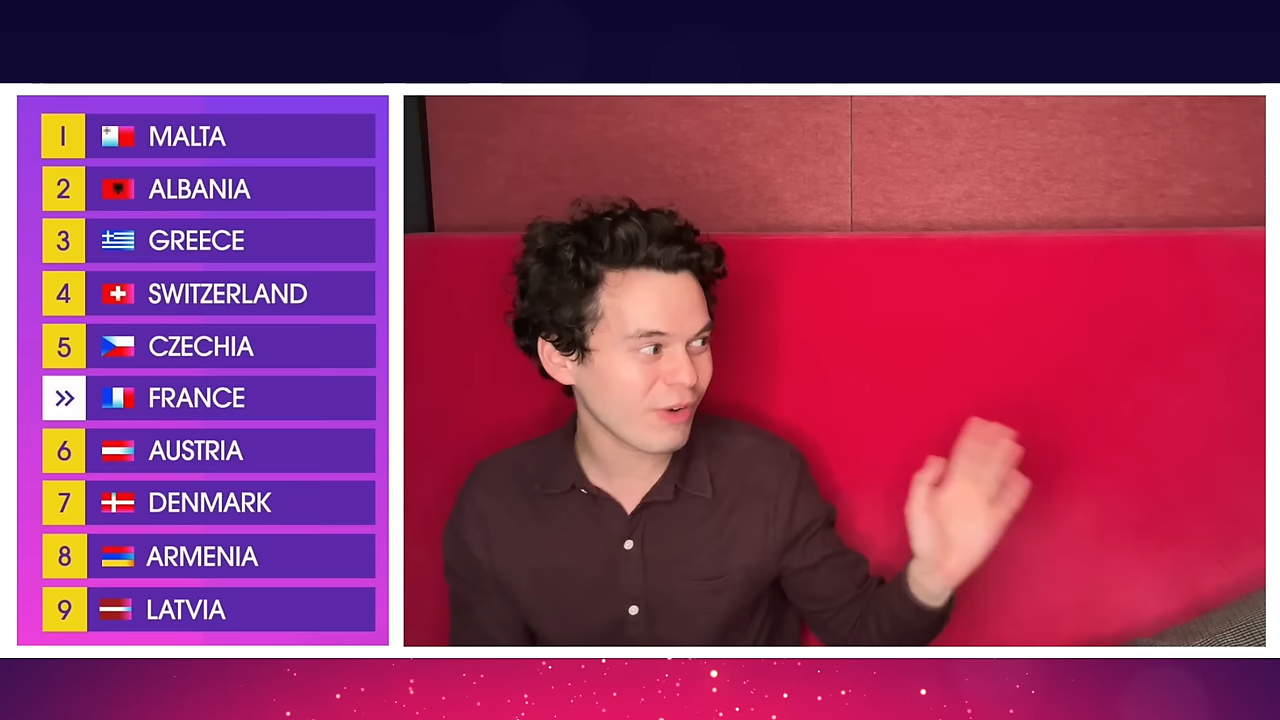 1 MALTA
2 ALBANIA
3 GREECE
4 SWITZERLAND
5 CZECHIA
>> FRANCE
6 AUSTRIA
7 DENMARK
8 ARMENIA
9 LATVIA